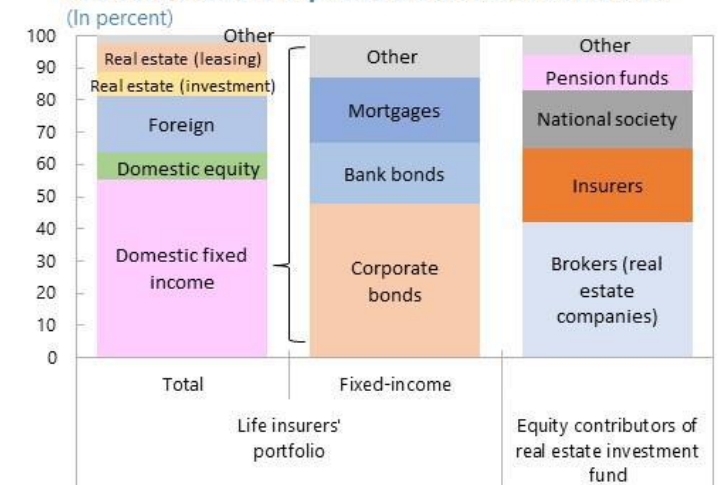 (In percent)
100
90
80
70
60
50
40
30
20
10
0
Other
Real estate (leasing)
Real estate (investment)
Foreign
Domestic equity
Domestic fixed
income
Other
Mortgages
Bank bonds
Corporate
bonds
Other
Pension funds
National society
Insurers
Brokers (real
estate
companies)
Total
Fixed-income
Life insurers'
portfolio
Equity contributors of
real estate investment
fund